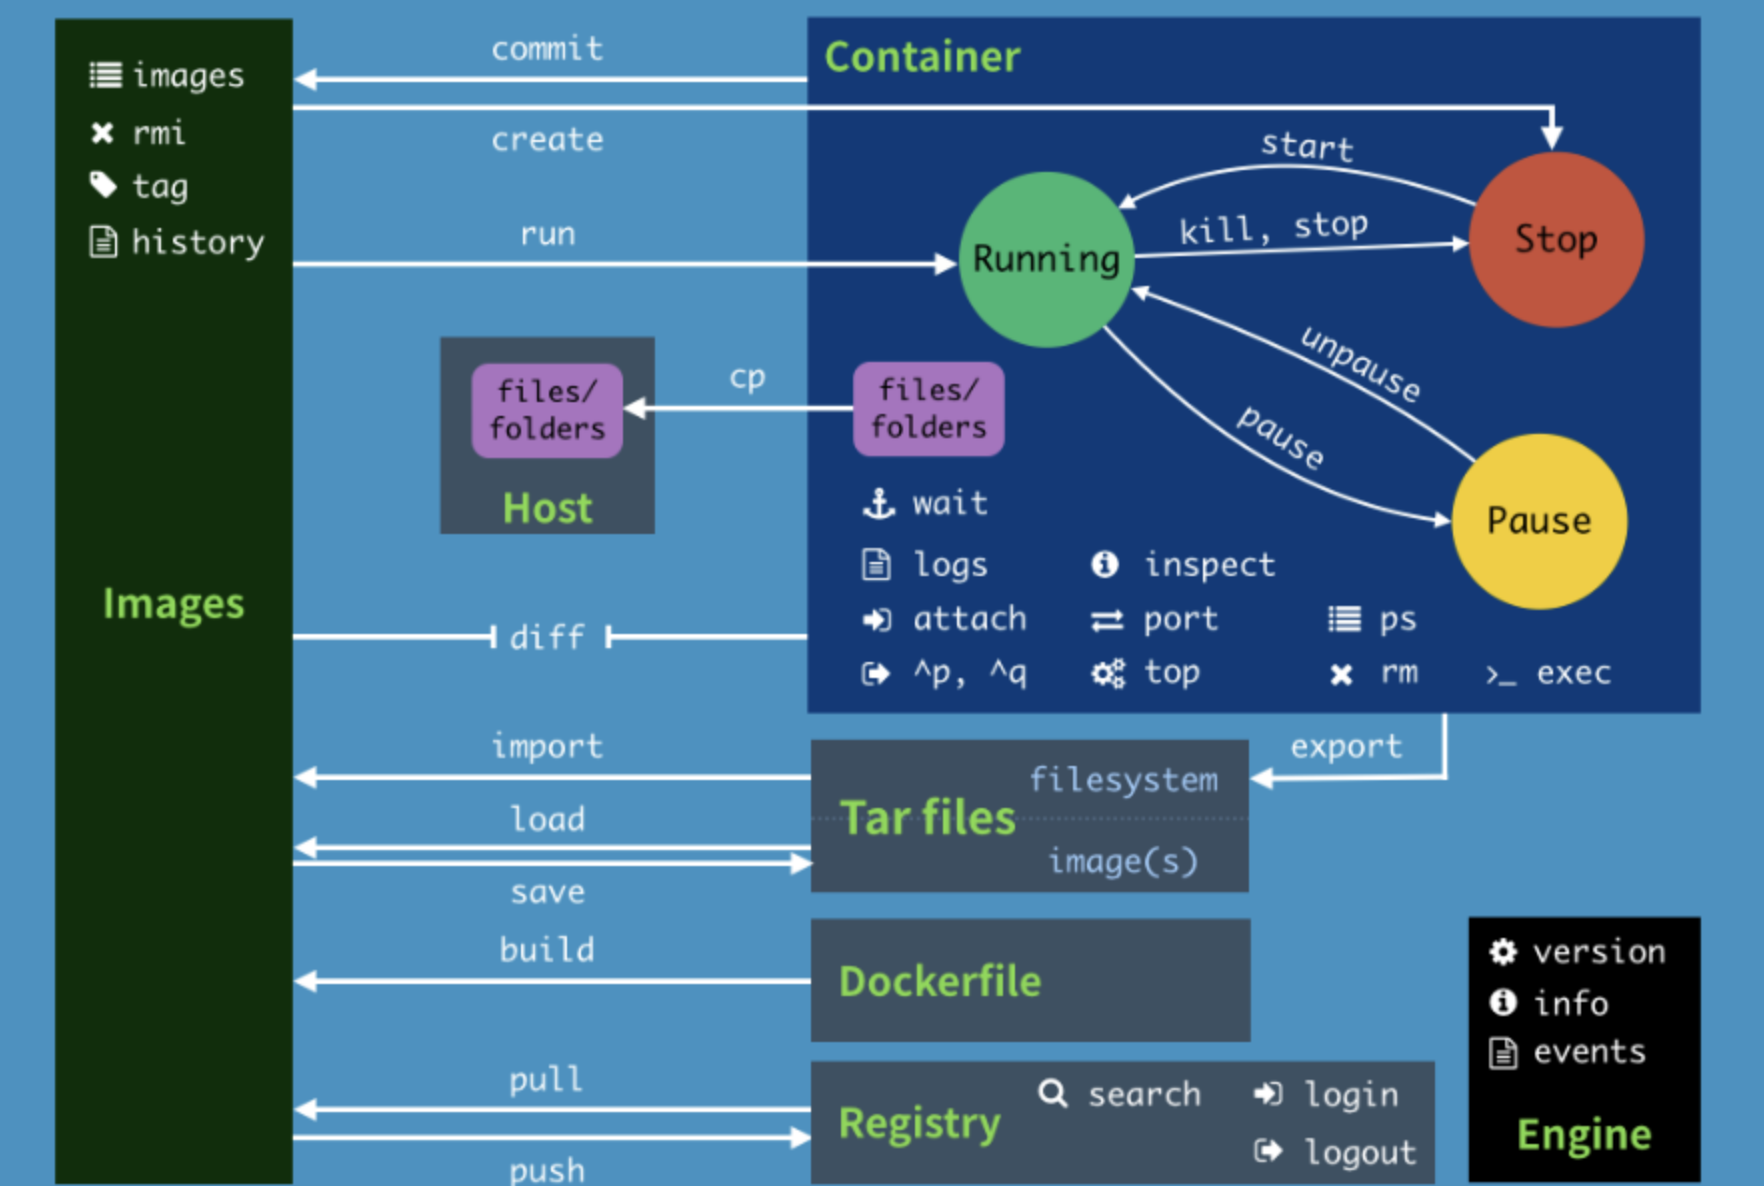 images
rmi
tag
history
Images
commit
create
run
cp
files/
folders
Host
diff
import
load
save
build
pull
push
Container
start
kill, stop
Running
Stop
unpause
pause
Pause
files/
folders
wait
logs
inspect
attach
port
ps
^p, ^q
top
rm
>_ exec
export
filesystem
Tar files
image(s)
Dockerfile
Registry
search
login
logout
version
info
events
Engine